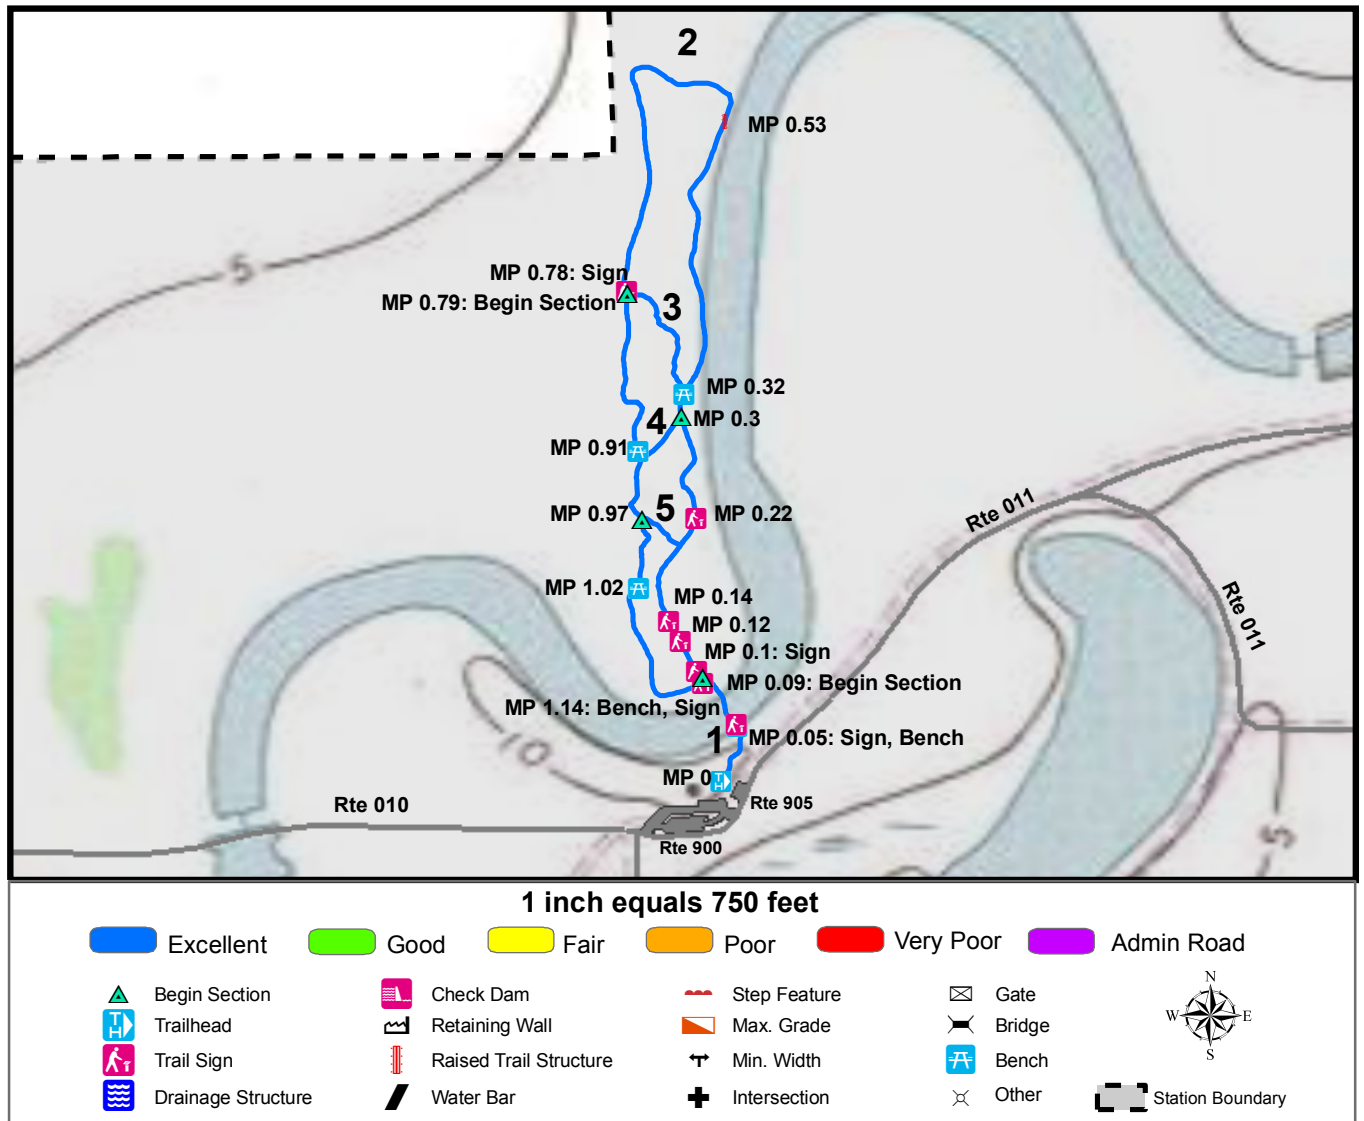 2
MP 0.53
5
MP 0.78: Sign
MP 0.79: Begin Section
3
MP 0.32
4
MP 0.3
MP 0.91
MP 0.97
5
MP 0.22
Rte 011
MP 1.02
MP 0.14
Rte 011
MP 0.12
MP 0.1: Sign
MP 0.09: Begin Section
MP 1.14: Bench, Sign
1
MP 0.05: Sign, Bench
10
MP 0
TH
Rte 010
Rte 905
Rte 900
5
1 inch equals 750 feet
Excellent
Good
Fair
Poor
Very Poor
Admin Road
Begin Section
Check Dam
Step Feature
Gate
N
TH
Trailhead
Retaining Wall
Max. Grade
Bridge
W
E
Trail Sign
Raised Trail Structure
Min. Width
Bench
S
Drainage Structure
Water Bar
Intersection
Other
Station Boundary